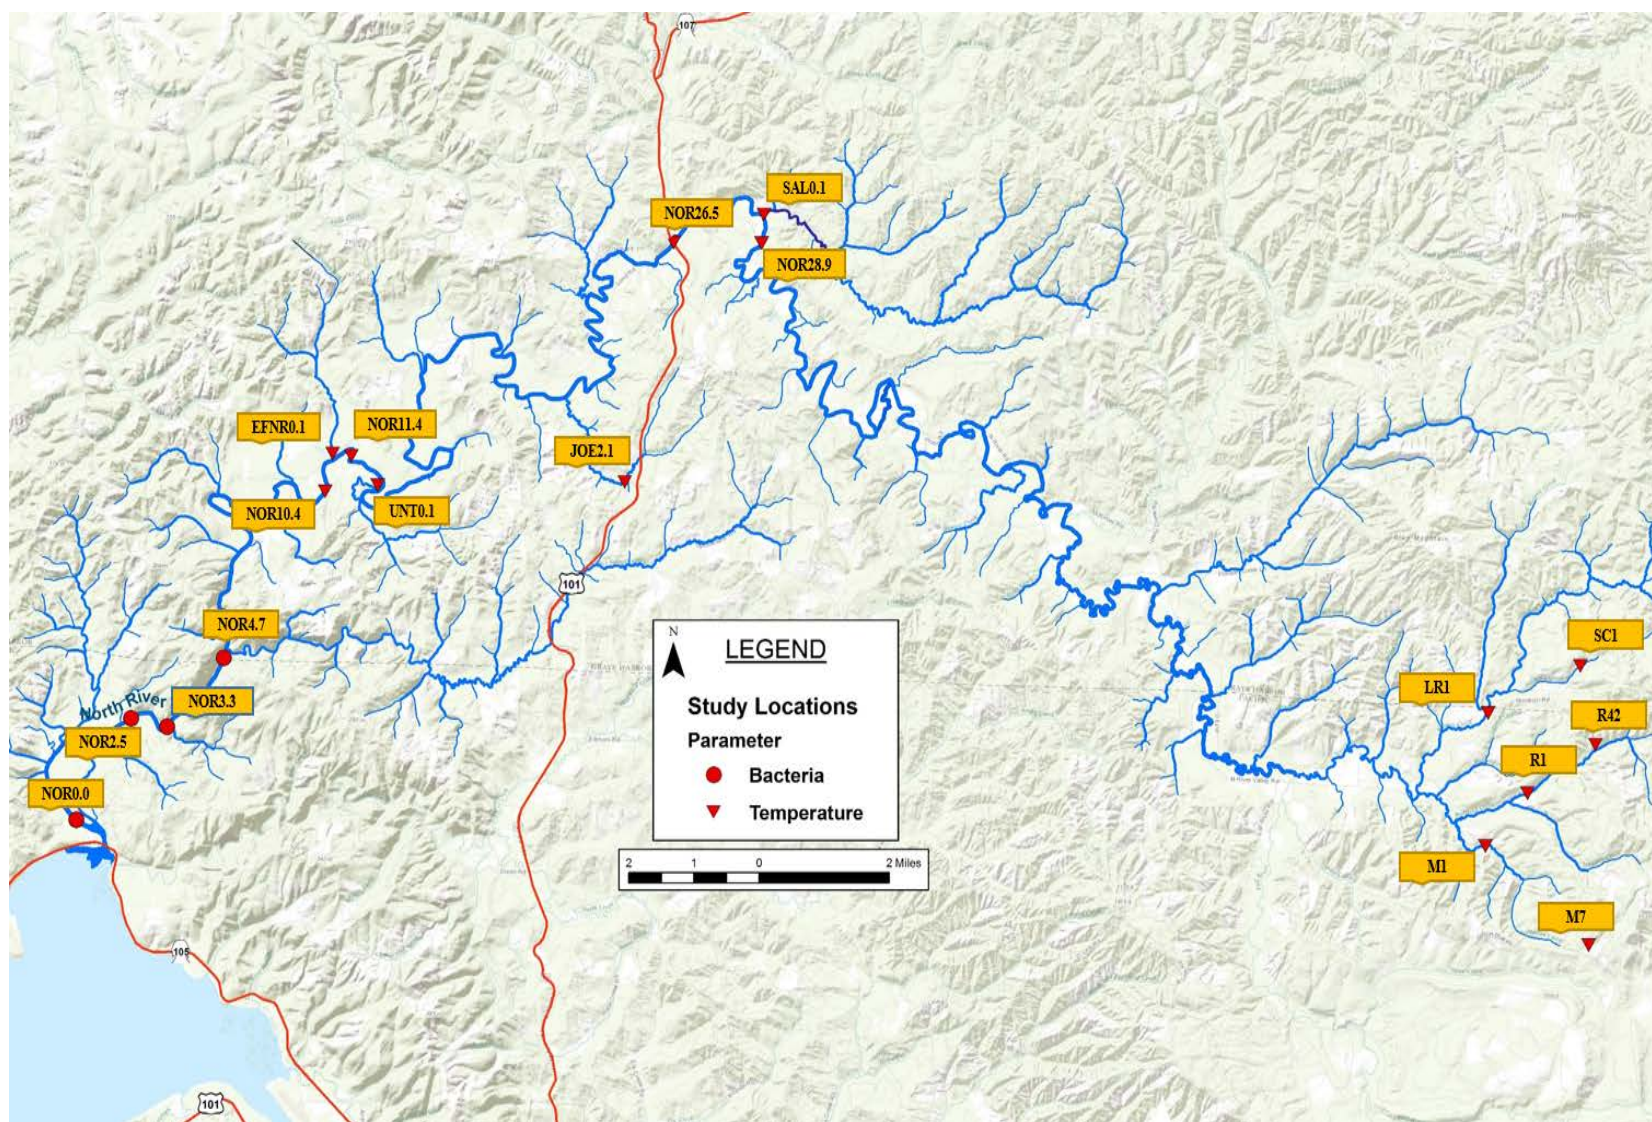 107
SAL0.1
NOR26.5
NOR28.9
EFNR0.1
NOR11.4
JOE2.1
NOR10.4
UNT0.1
101
NOR4.7
SC1
North River
NOR3.3
LR1
R42
NOR2.5
R1
NOR0.0
M1
M7
N
LEGEND
Study Locations
Parameter
Bacteria
Temperature
2 1 0 2 Miles
105
101